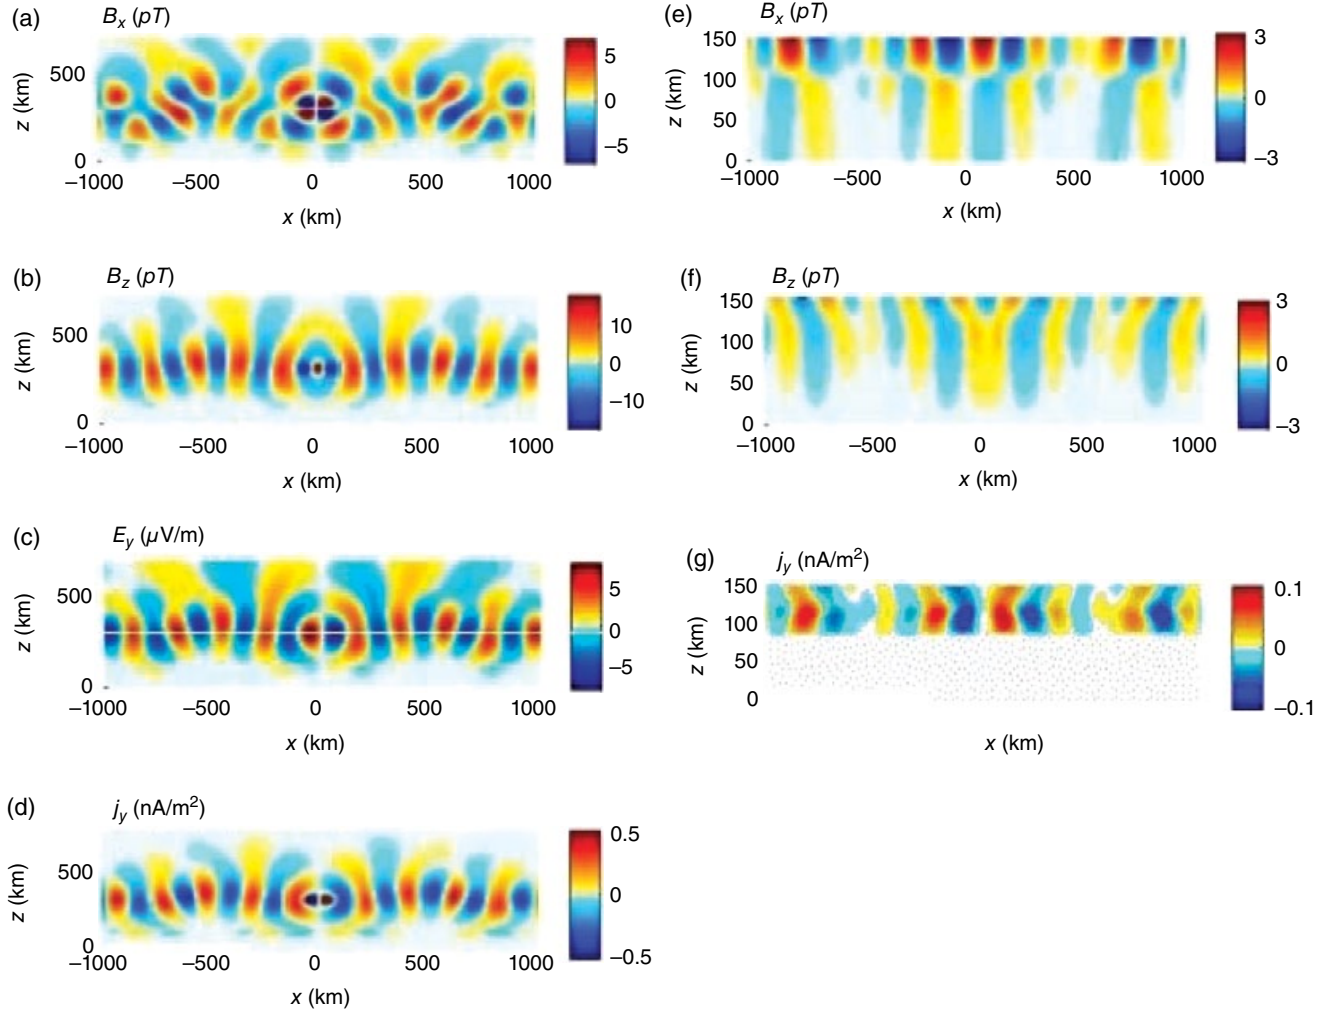 (a)
Bx (pT)
z (km)
500
0
−1000 −500 0 500 1000
x (km)
5
0
−5
(b)
Bz (pT)
z (km)
500
0
−1000 −500 0 500 1000
x (km)
10
0
−10
(c)
Ey (μV/m)
z (km)
500
0
−1000 −500 0 500 1000
x (km)
5
0
−5
(d)
jy (nA/m²)
z (km)
500
0
−1000 −500 0 500 1000
x (km)
0.5
0
−0.5
(e)
Bx (pT)
z (km)
150
100
50
0
−1000 −500 0 500 1000
x (km)
3
0
−3
(f)
Bz (pT)
z (km)
150
100
50
0
−1000 −500 0 500 1000
x (km)
3
0
−3
(g)
jy (nA/m²)
z (km)
150
100
50
0
x (km)
0.1
0
−0.1